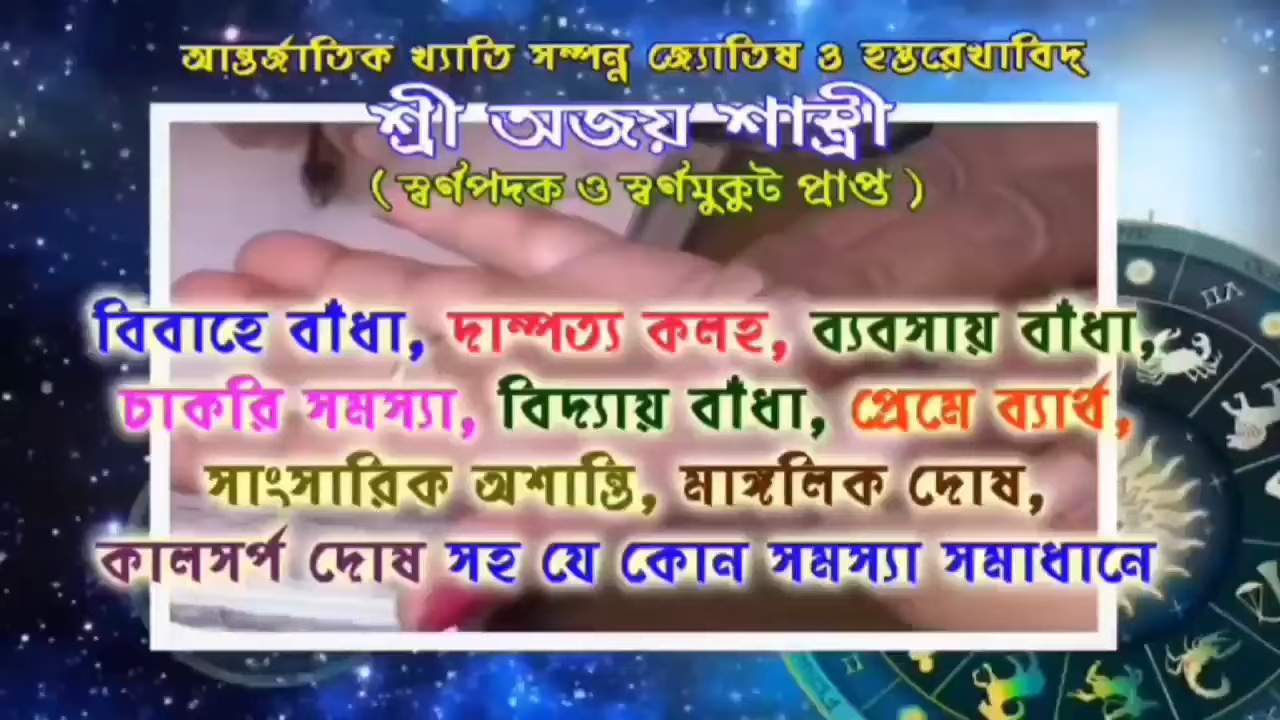 আন্তর্জাতিক খ্যাতি সম্পন্ন জ্যোতিষ ও হস্তরেখাবিদ্
শ্রী অজয় শাস্ত্রী
( স্বর্ণপদক ও স্বর্ণমুকুট প্রাপ্ত )
বিবাহে বাঁধা, দাম্পত্য কলহ, ব্যবসায় বাঁধা,
চাকরি সমস্যা, বিদ্যায় বাঁধা, প্রেমে ব্যার্থ,
সাংসারিক অশান্তি, মাঙ্গলিক দোষ,
কালসর্প দোষ সহ যে কোন সমস্যা সমাধানে